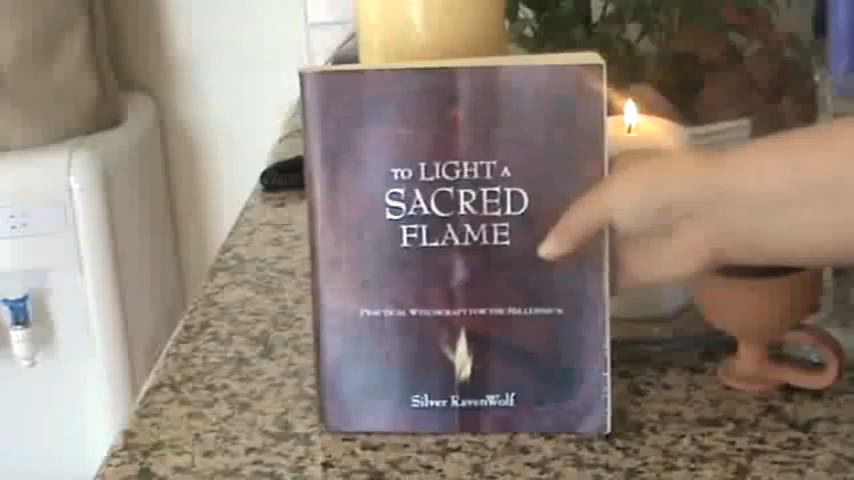 TO LIGHT A
SACRED
FLAME
PRACTICAL WITCHCRAFT FOR THE MILLENNIUM
Silver RavenWolf